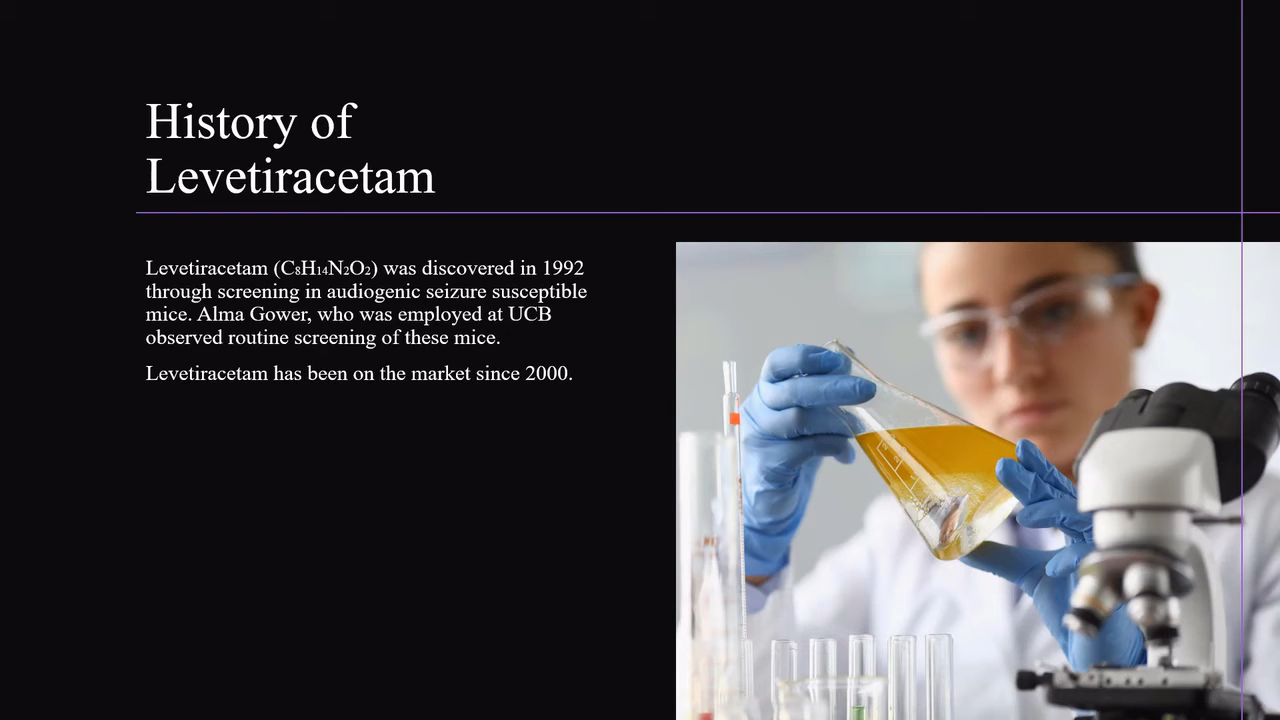 History of
Levetiracetam
Levetiracetam (C₈H₁₄N₂O₂) was discovered in 1992
through screening in audiogenic seizure susceptible
mice. Alma Gower, who was employed at UCB
observed routine screening of these mice.
Levetiracetam has been on the market since 2000.